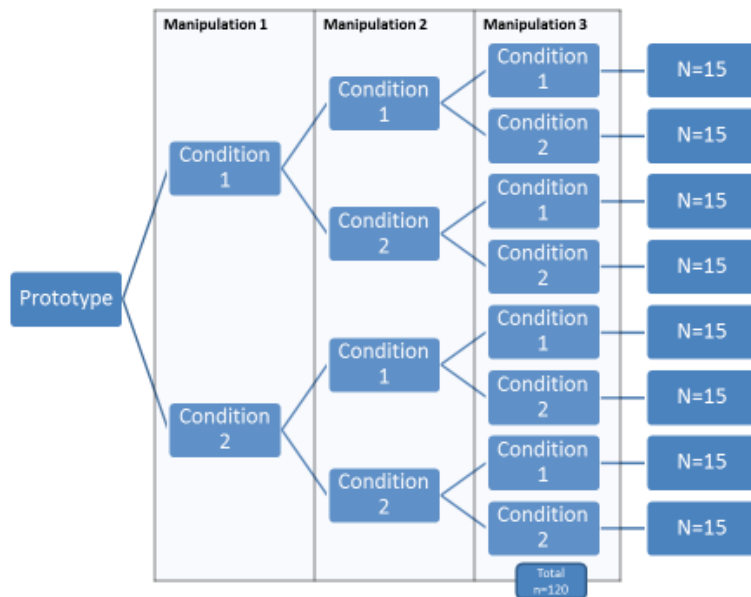 Manipulation 1
Manipulation 2
Manipulation 3
Condition
1
N=15
Condition
1
Condition
2
N=15
Condition
1
Condition
1
N=15
Condition
2
Condition
2
N=15
Prototype
Condition
1
N=15
Condition
1
Condition
2
N=15
Condition
2
Condition
1
N=15
Condition
2
Condition
2
N=15
Total
n=120